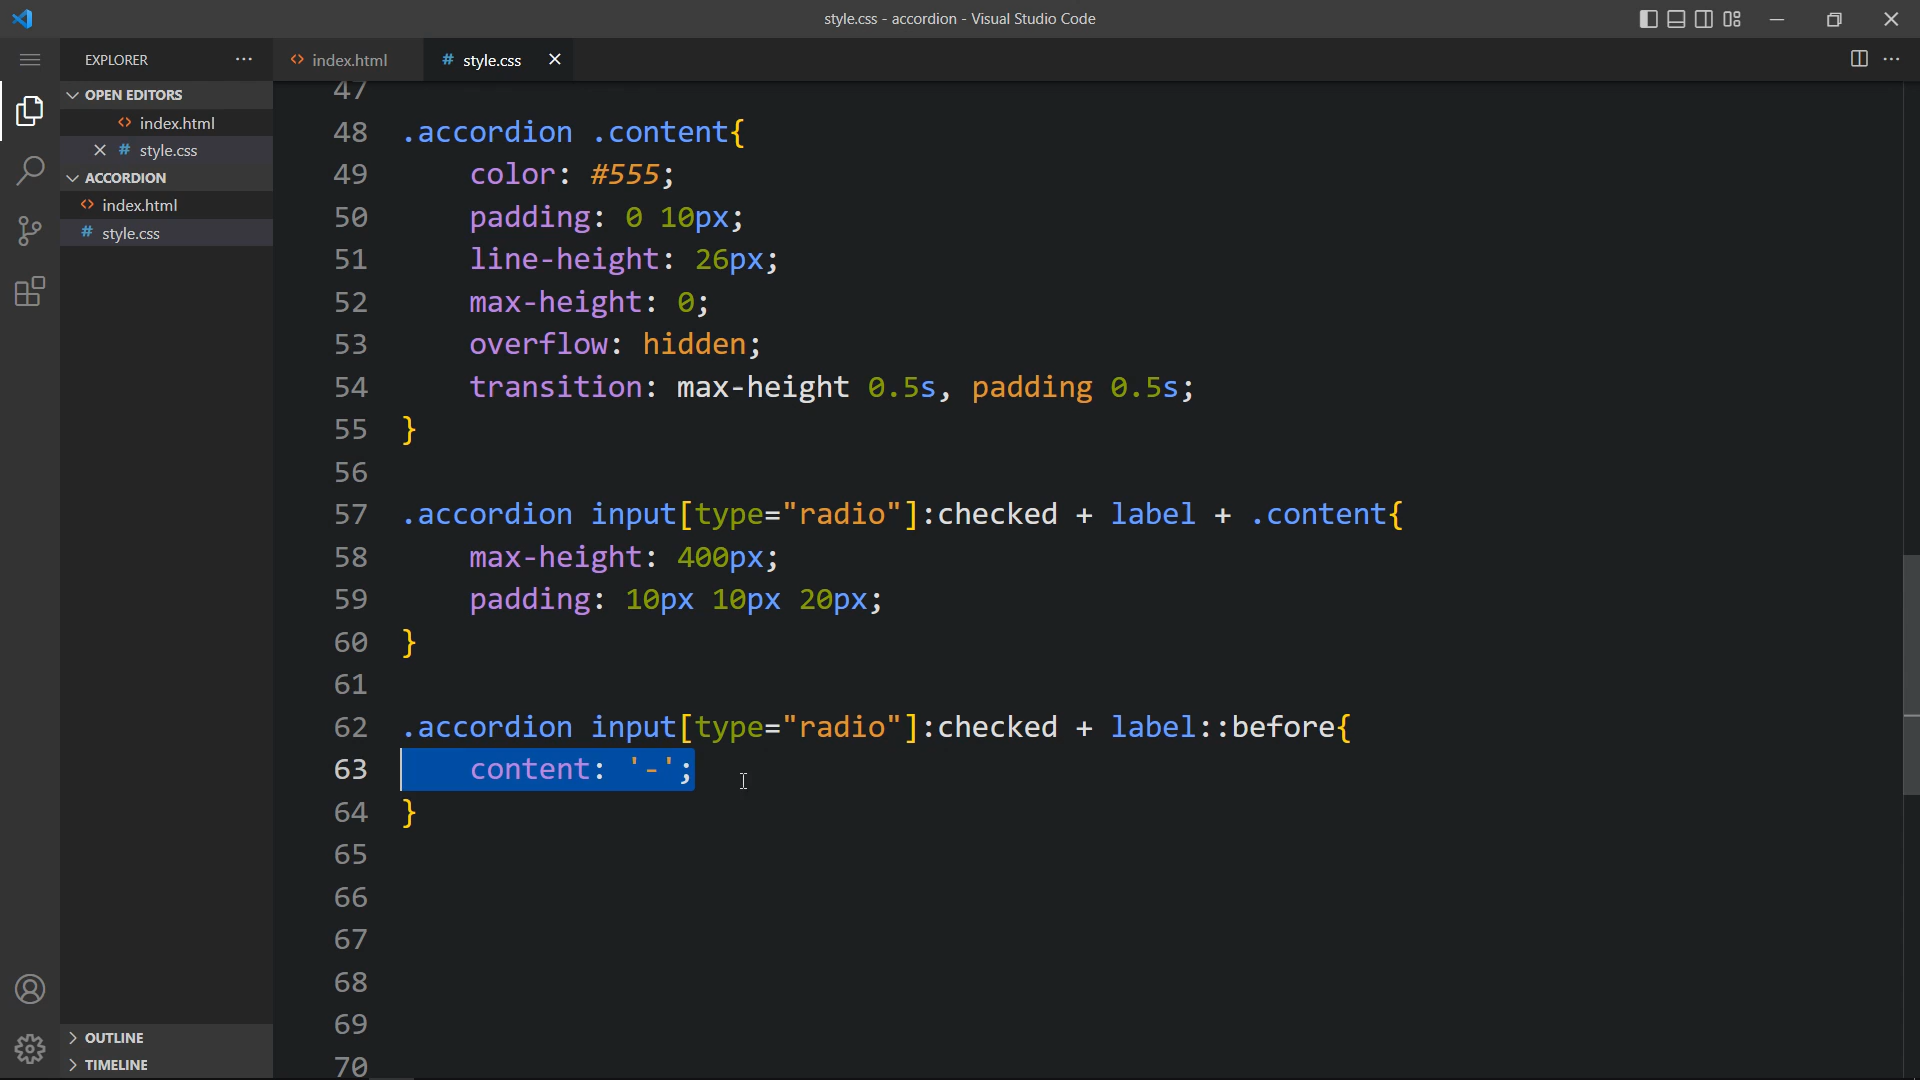 style.css - accordion - Visual Studio Code
EXPLORER
index.html
style.css
OPEN EDITORS
index.html
style.css
ACCORDION
index.html
style.css
OUTLINE
TIMELINE
47
48 .accordion .content{
49 color: #555;
50 padding: 0 10px;
51 line-height: 26px;
52 max-height: 0;
53 overflow: hidden;
54 transition: max-height 0.5s, padding 0.5s;
55 }
56
57 .accordion input[type="radio"]:checked + label + .content{
58 max-height: 400px;
59 padding: 10px 10px 20px;
60 }
61
62 .accordion input[type="radio"]:checked + label::before{
63 content: '-';
64 }
65
66
67
68
69
70